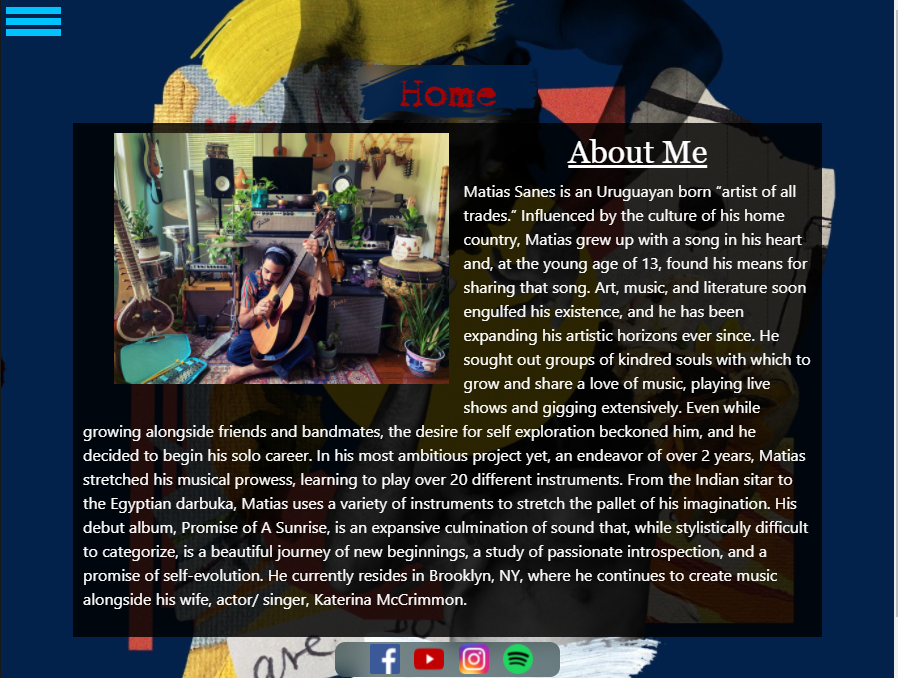 Home
About Me
Matias Sanes is an Uruguayan born “artist of all
trades.” Influenced by the culture of his home
country, Matias grew up with a song in his heart
and, at the young age of 13, found his means for
sharing that song. Art, music, and literature soon
engulfed his existence, and he has been
expanding his artistic horizons ever since. He
sought out groups of kindred souls with which to
grow and share a love of music, playing live
shows and gigging extensively. Even while
growing alongside friends and bandmates, the desire for self exploration beckoned him, and he
decided to begin his solo career. In his most ambitious project yet, an endeavor of over 2 years, Matias
stretched his musical prowess, learning to play over 20 different instruments. From the Indian sitar to
the Egyptian darbuka, Matias uses a variety of instruments to stretch the pallet of his imagination. His
debut album, Promise of A Sunrise, is an expansive culmination of sound that, while stylistically difficult
to categorize, is a beautiful journey of new beginnings, a study of passionate introspection, and a
promise of self-evolution. He currently resides in Brooklyn, NY, where he continues to create music
alongside his wife, actor/ singer, Katerina McCrimmon.
are